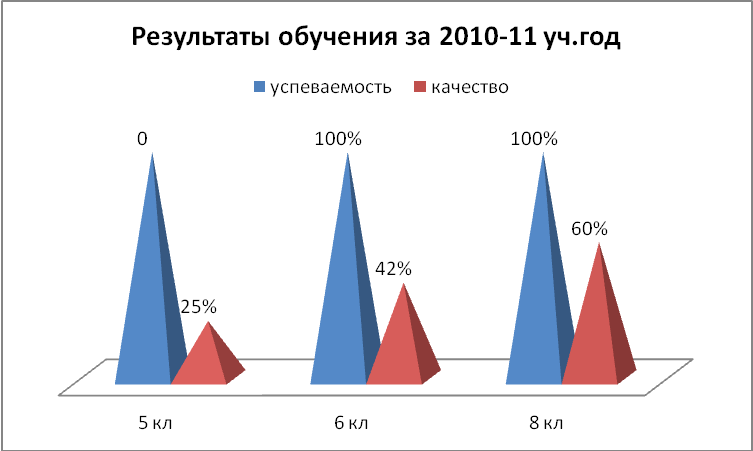 Результаты обучения за 2010-11 уч.год
успеваемость качество
0 100% 100%
60%
42%
25%
5 кл 6 кл 8 кл